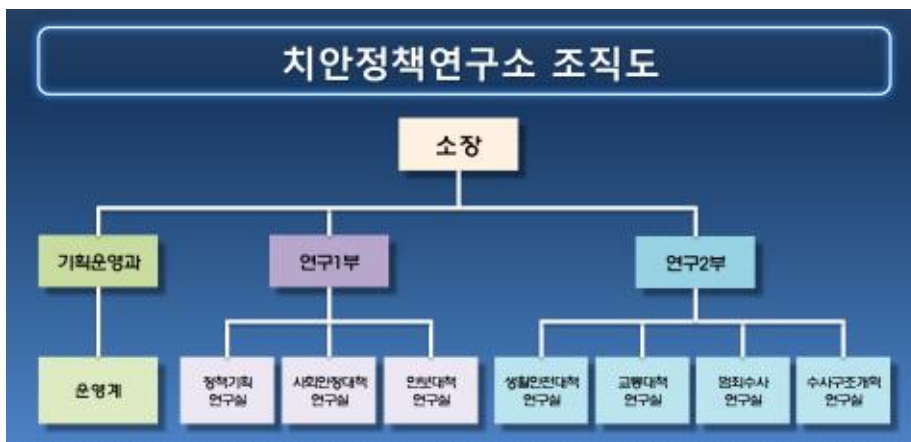 치안정책연구소 조직도
소장
기획운영과
연구1부
연구2부
운영계
정책기획
연구실
사회안정대책
연구실
안보대책
연구실
생활안전대책
연구실
교통대책
연구실
범죄수사
연구실
수사구조개혁
연구실